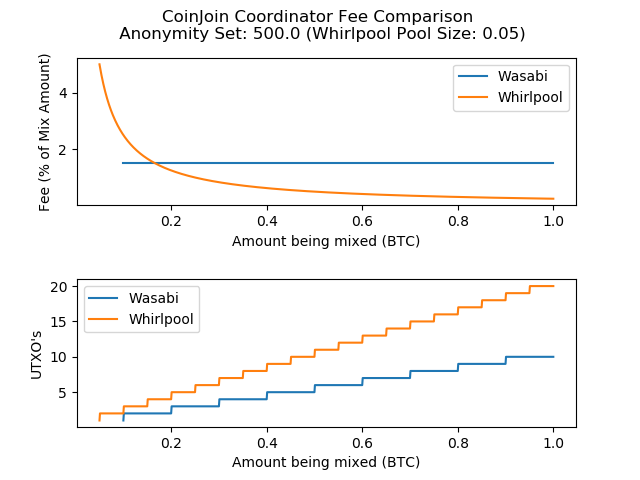 CoinJoin Coordinator Fee Comparison
Anonymity Set: 500.0 (Whirlpool Pool Size: 0.05)
Fee (% of Mix Amount)
4
2
Wasabi
Whirlpool
0.2 0.4 0.6 0.8 1.0
Amount being mixed (BTC)
UTXO's
20
15
10
5
Wasabi
Whirlpool
0.2 0.4 0.6 0.8 1.0
Amount being mixed (BTC)